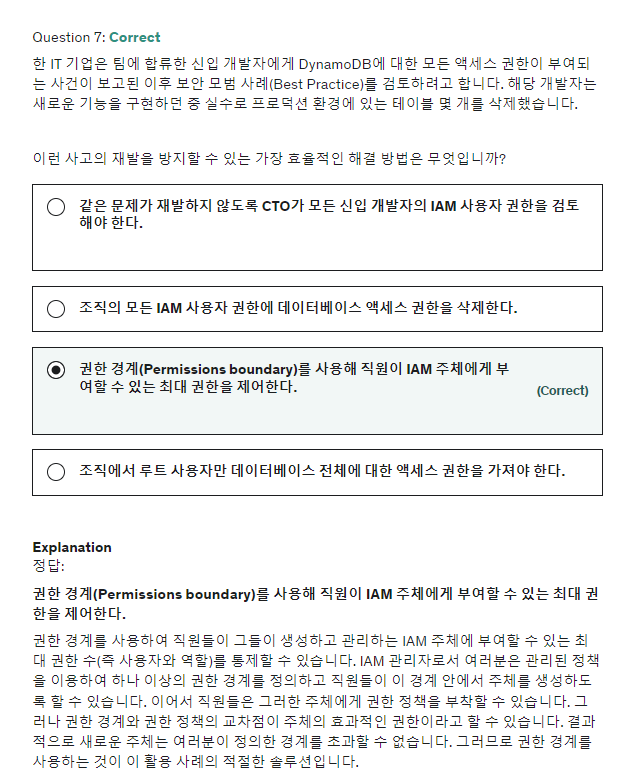 Question 7: Correct
한 IT 기업은 팀에 합류한 신입 개발자에게 DynamoDB에 대한 모든 액세스 권한이 부여되
는 사건이 보고된 이후 보안 모범 사례(Best Practice)를 검토하려고 합니다. 해당 개발자는
새로운 기능을 구현하던 중 실수로 프로덕션 환경에 있는 테이블 몇 개를 삭제했습니다.
이런 사고의 재발을 방지할 수 있는 가장 효율적인 해결 방법은 무엇입니까?
같은 문제가 재발하지 않도록 CTO가 모든 신입 개발자의 IAM 사용자 권한을 검토
해야 한다.
조직의 모든 IAM 사용자 권한에 데이터베이스 액세스 권한을 삭제한다.
권한 경계(Permissions boundary)를 사용해 직원이 IAM 주체에게 부
여할 수 있는 최대 권한을 제어한다.
(Correct)
조직에서 루트 사용자만 데이터베이스 전체에 대한 액세스 권한을 가져야 한다.
Explanation
정답:
권한 경계(Permissions boundary)를 사용해 직원이 IAM 주체에게 부여할 수 있는 최대 권
한을 제어한다.
권한 경계를 사용하여 직원들이 그들이 생성하고 관리하는 IAM 주체에 부여할 수 있는 최
대 권한 수(즉 사용자와 역할)를 통제할 수 있습니다. IAM 관리자로서 여러분은 관리된 정책
을 이용하여 하나 이상의 권한 경계를 정의하고 직원들이 이 경계 안에서 주체를 생성하도
록 할 수 있습니다. 이어서 직원들은 그러한 주체에게 권한 정책을 부착할 수 있습니다. 그
러나 권한 경계와 권한 정책의 교차점이 주체의 효과적인 권한이라고 할 수 있습니다. 결과
적으로 새로운 주체는 여러분이 정의한 경계를 초과할 수 없습니다. 그러므로 권한 경계를
사용하는 것이 이 활용 사례의 적절한 솔루션입니다.